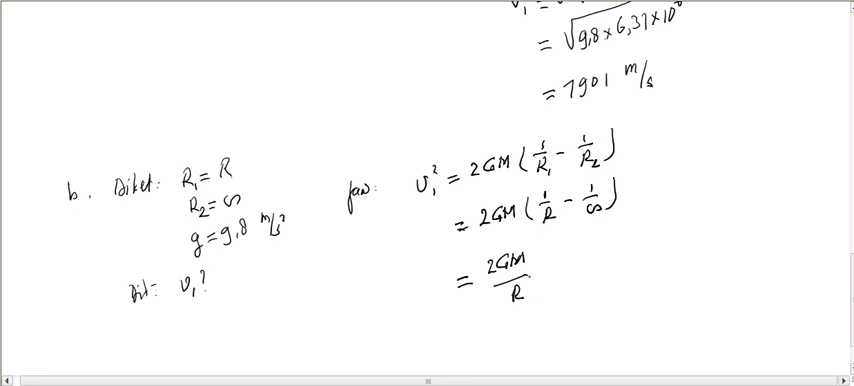 v₁ =
= √9,8 × 6,37 × 10⁶
= 7901 m/s
b. Diket: R₁ = R
R₂ = ∞
g = 9,8 m/s²
Dit: v₁?
Jaw: v₁² = 2GM (1/R₁ − 1/R₂)
= 2GM (1/R − 1/∞)
= 2GM/R